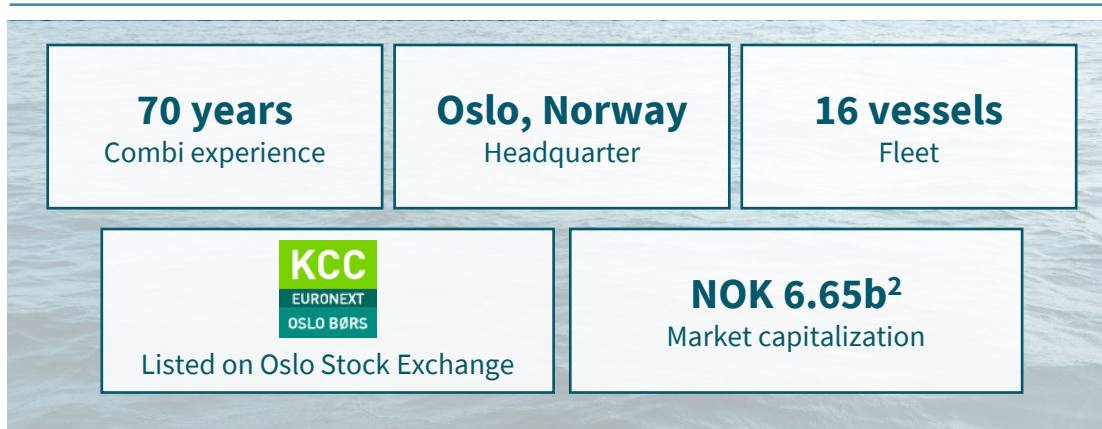 70 years
Combi experience
Oslo, Norway
Headquarter
16 vessels
Fleet
KCC
EURONEXT
OSLO BØRS
Listed on Oslo Stock Exchange
NOK 6.65b²
Market capitalization